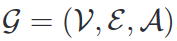 𝒢 = (𝒱, ℰ, 𝒜)